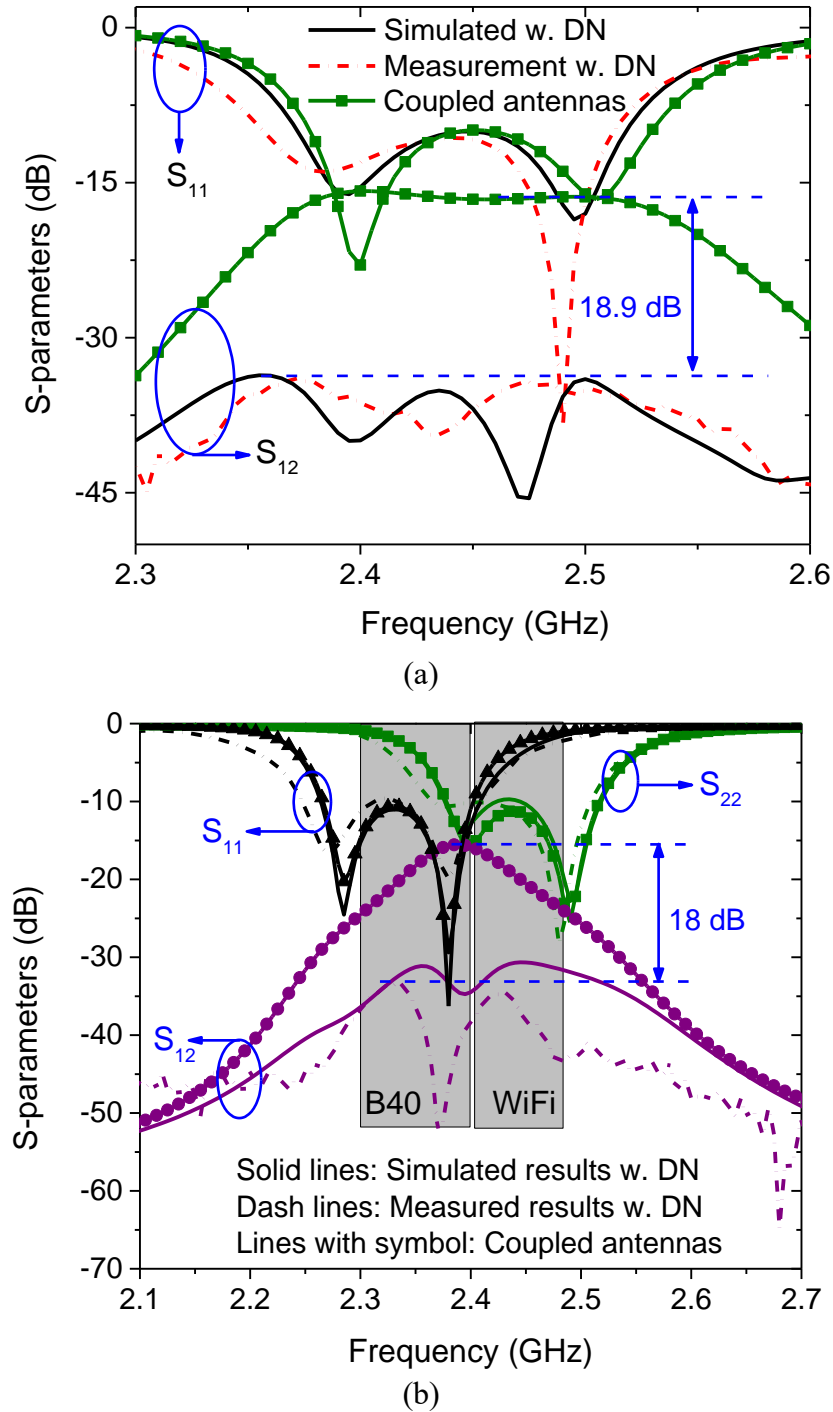 0
-15
-30
-45
S-parameters (dB)
Simulated w. DN
Measurement w. DN
Coupled antennas
S11
18.9 dB
S12
2.3 2.4 2.5 2.6
Frequency (GHz)
(a)
0
-10
-20
-30
-40
-50
-60
-70
S-parameters (dB)
S11
S22
18 dB
S12
B40 WiFi
Solid lines: Simulated results w. DN
Dash lines: Measured results w. DN
Lines with symbol: Coupled antennas
2.1 2.2 2.3 2.4 2.5 2.6 2.7
Frequency (GHz)
(b)